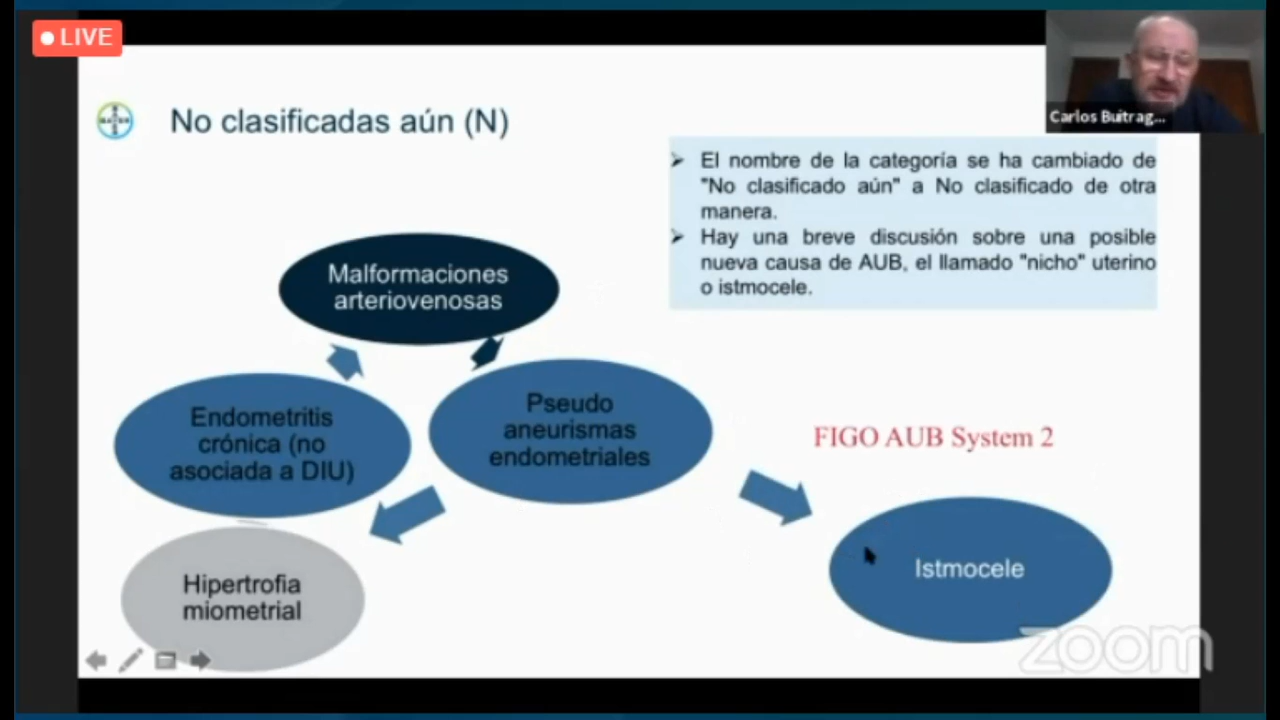 LIVE
Carlos Buitrag...
BAYER
No clasificadas aún (N)
➢ El nombre de la categoría se ha cambiado de
"No clasificado aún" a No clasificado de otra
manera.
➢ Hay una breve discusión sobre una posible
nueva causa de AUB, el llamado "nicho" uterino
o istmocele.
Malformaciones
arteriovenosas
Endometritis
crónica (no
asociada a DIU)
Pseudo
aneurismas
endometriales
FIGO AUB System 2
Istmocele
Hipertrofia
miometrial
zoom